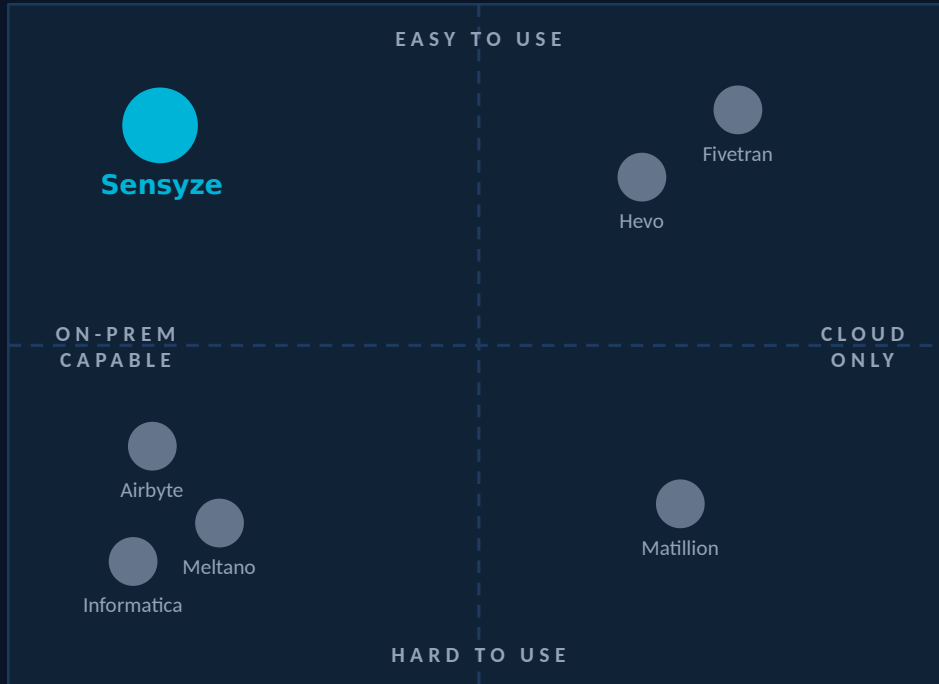 EASY TO USE
Fivetran
Sensyze
Hevo
ON-PREM
CAPABLE
CLOUD
ONLY
Airbyte
Matillion
Meltano
Informatica
HARD TO USE